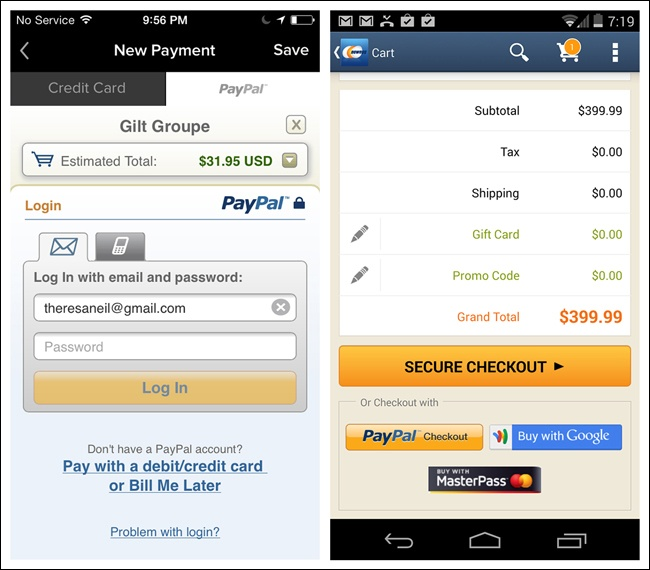 No Service
9:56 PM
New Payment
Save
Credit Card
PayPal™
Gilt Groupe
X
Estimated Total:
$31.95 USD
Login
PayPal™
Log In with email and password:
theresaneil@gmail.com
Password
Log In
Don't have a PayPal account?
Pay with a debit/credit card
or Bill Me Later
Problem with login?
7:19
Cart
1
Subtotal
$399.99
Tax
$0.00
Shipping
$0.00
Gift Card
$0.00
Promo Code
$0.00
Grand Total
$399.99
SECURE CHECKOUT ►
Or Checkout with
PayPal™ Checkout
Buy with Google
BUY WITH
MasterPass